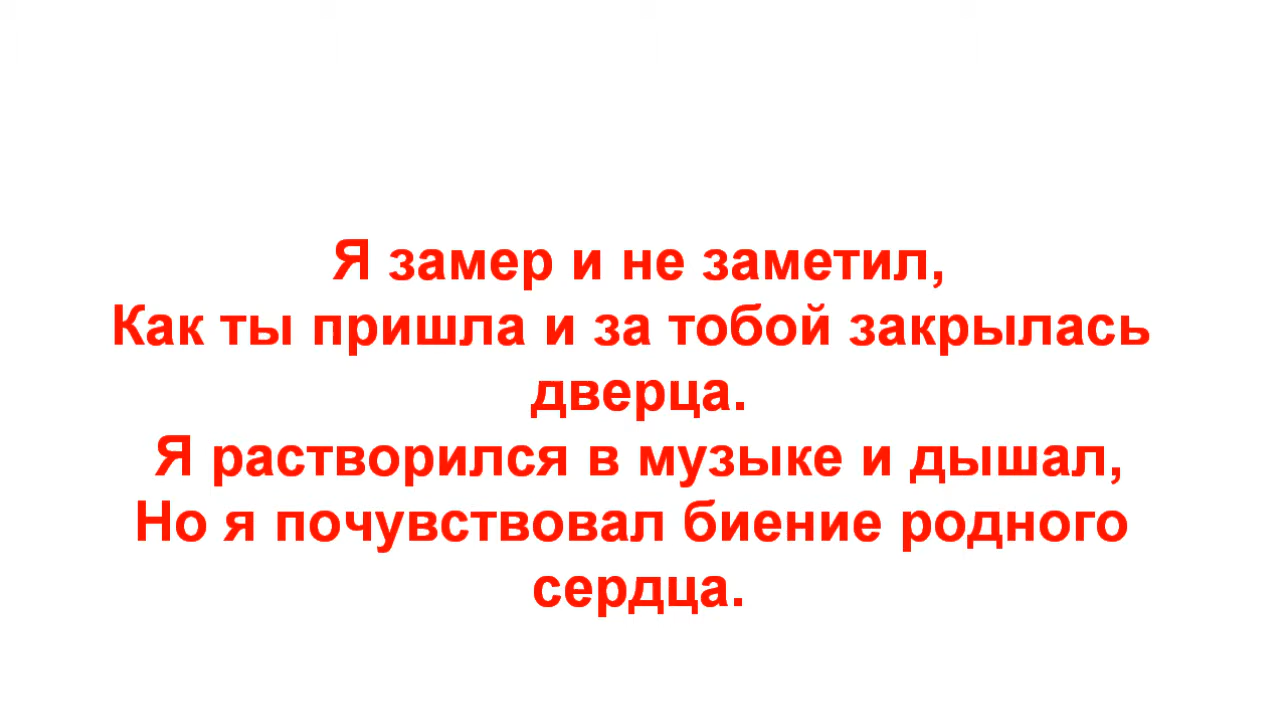 Я замер и не заметил,
Как ты пришла и за тобой закрылась
дверца.
Я растворился в музыке и дышал,
Но я почувствовал биение родного
сердца.